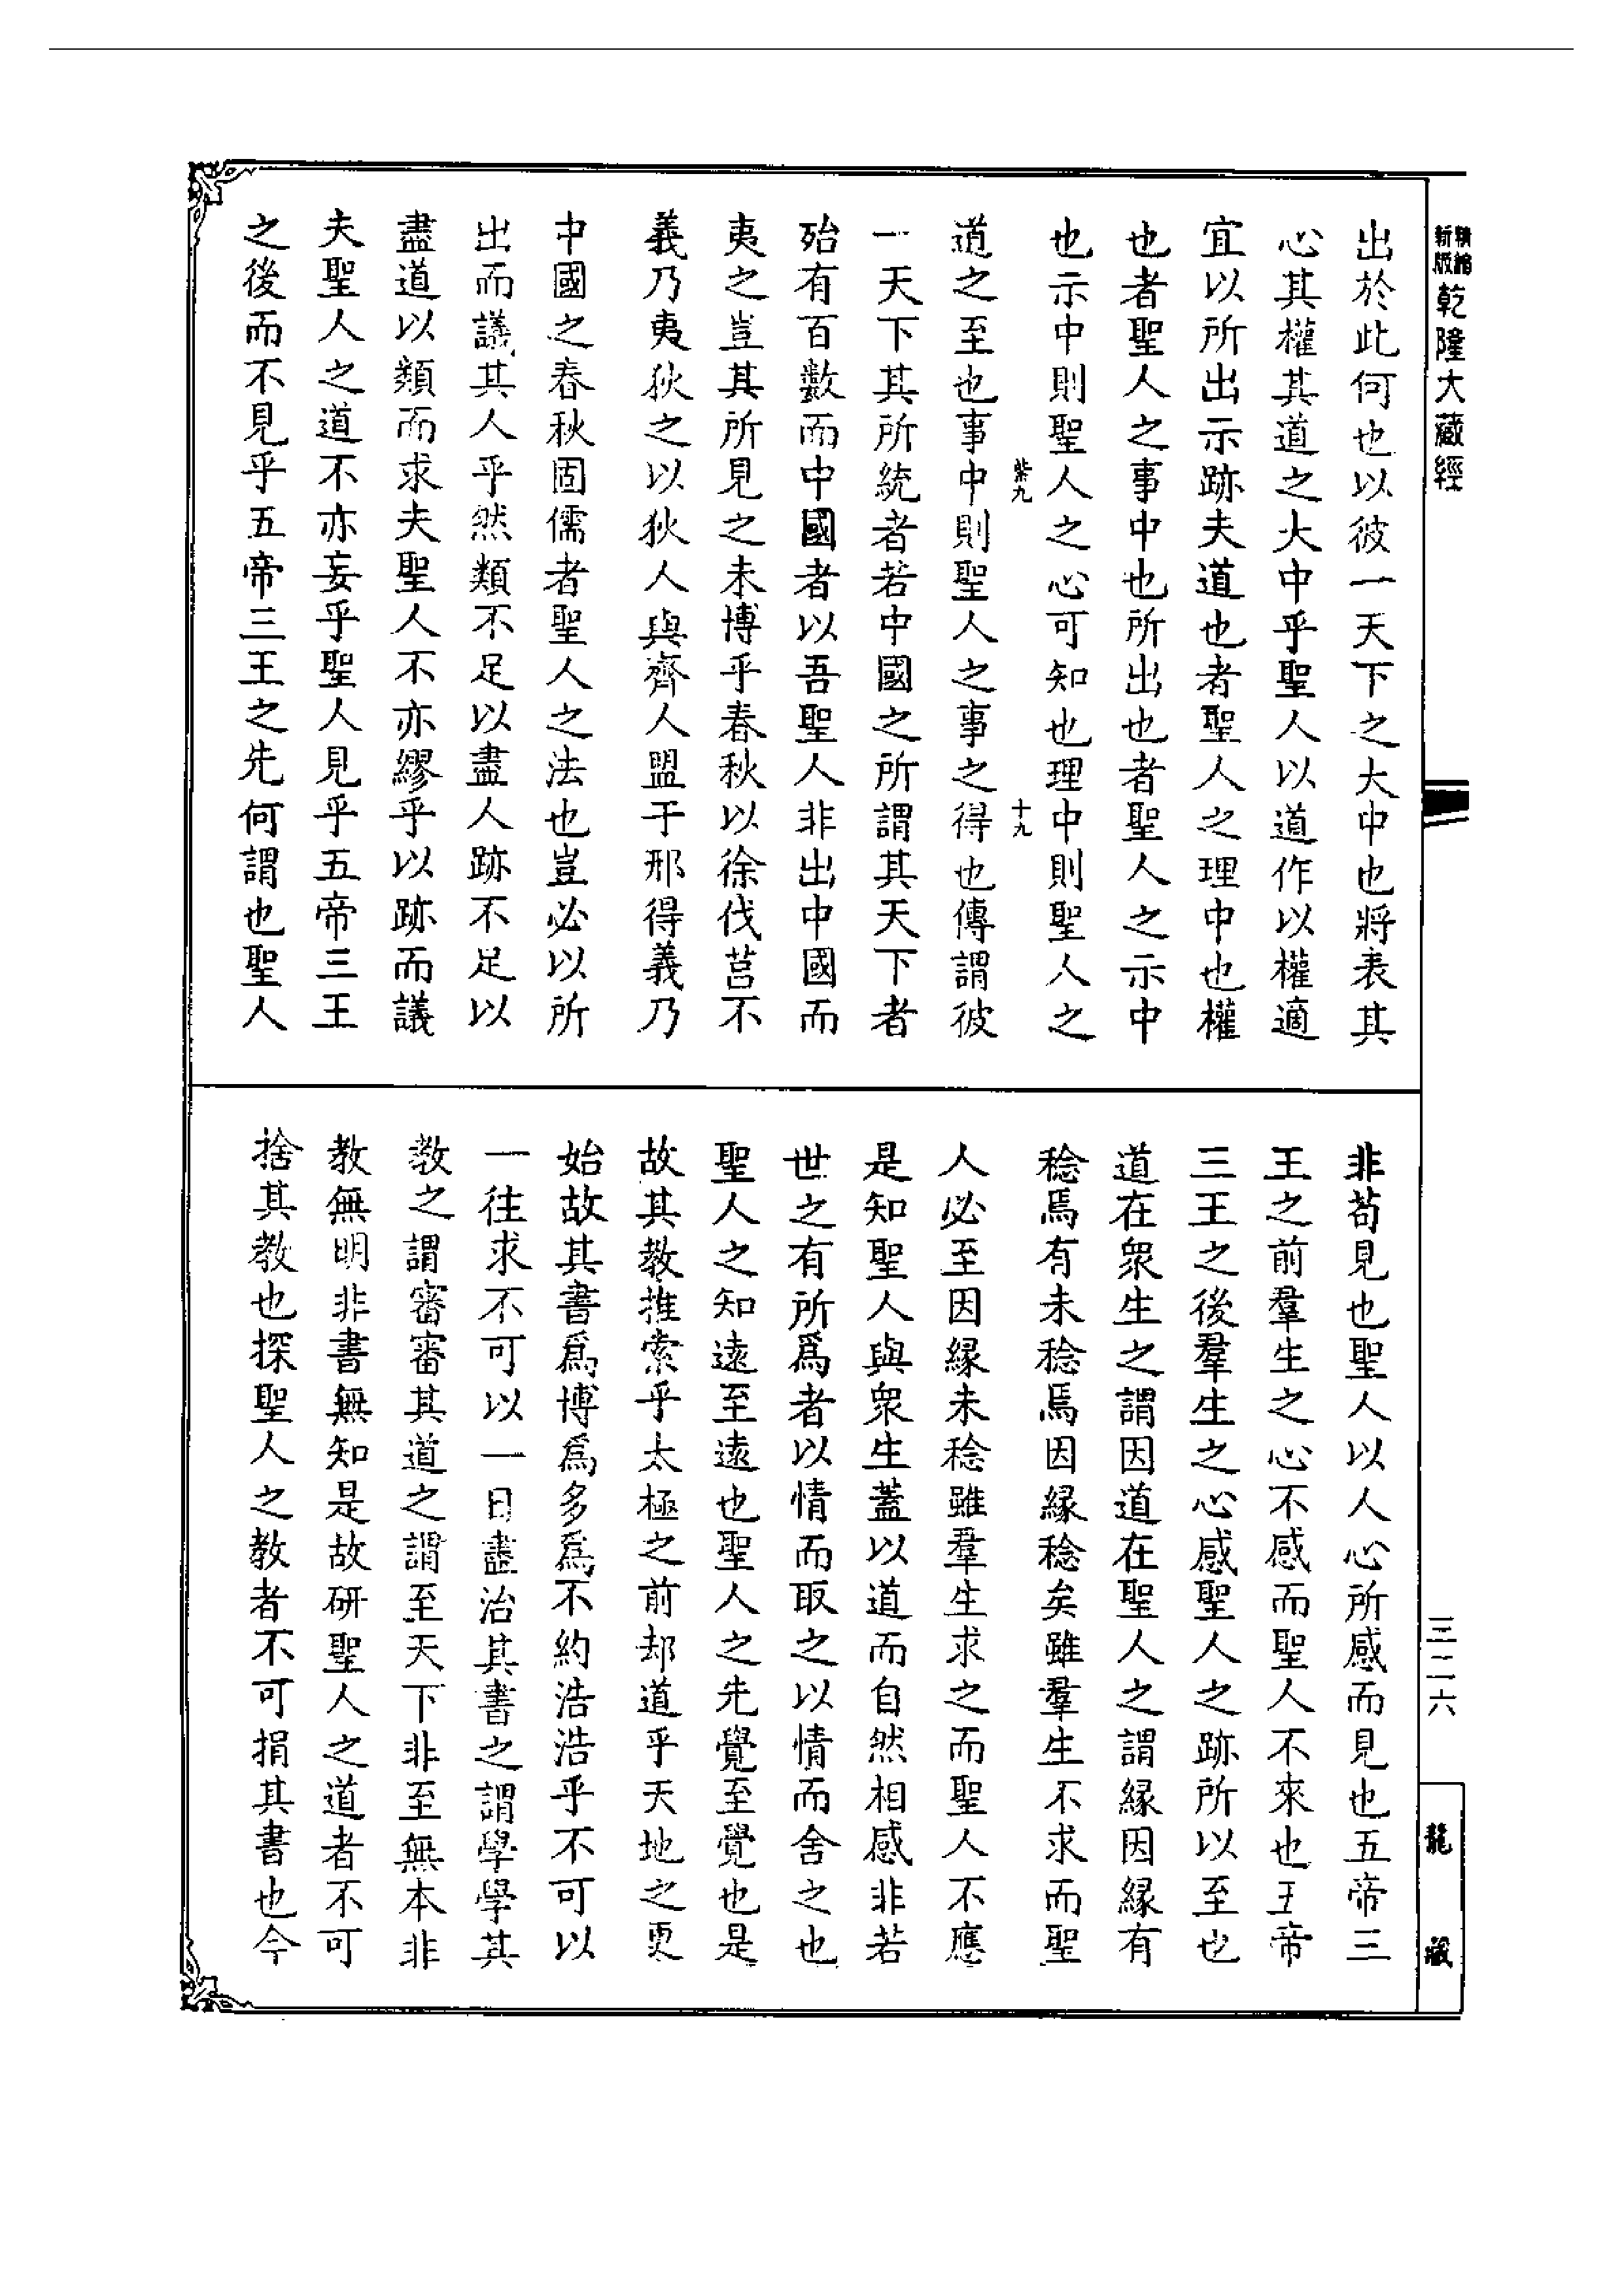 精編新版乾隆大藏經
出於此何也以彼一天下之大中也將表其
心其權其道之大中乎聖人以道作以權適
宜以所出示跡夫道也者聖人之理中也權
也者聖人之事中也所出也者聖人之示中
也示中則聖人之心可知也理中則聖人之
紫九
十九
道之至也事中則聖人之事之得也傳謂彼
一天下其所統者若中國之所謂其天下者
殆有百數而中國者以吾聖人非出中國而
夷之豈其所見之未博乎春秋以徐伐莒不
義乃夷狄之以狄人與齊人盟于邢得義乃
中國之春秋固儒者聖人之法也豈必以所
出而議其人乎然類不足以盡人跡不足以
盡道以類而求夫聖人不亦繆乎以跡而議
夫聖人之道不亦妄乎聖人見乎五帝三王
之後而不見乎五帝三王之先何謂也聖人
非苟見也聖人以人心所感而見也五帝三
王之前羣生之心不感而聖人不來也五帝
三王之後羣生之心感聖人之跡所以至也
道在衆生之謂因道在聖人之謂緣因緣有
稔焉有未稔焉因緣稔矣雖羣生不求而聖
人必至因緣未稔雖羣生求之而聖人不應
是知聖人與衆生蓋以道而自然相感非若
世之有所爲者以情而取之以情而舍之也
聖人之知遠至遠也聖人之先覺至覺也是
故其教推索乎太極之前却道乎天地之更
始故其書爲博爲多爲不約浩浩乎不可以
一往求不可以一日盡治其書之謂學學其
教之謂審審其道之謂至天下非至無本非
教無明非書無知是故研聖人之道者不可
捨其教也探聖人之教者不可捐其書也今
三二六
龍藏